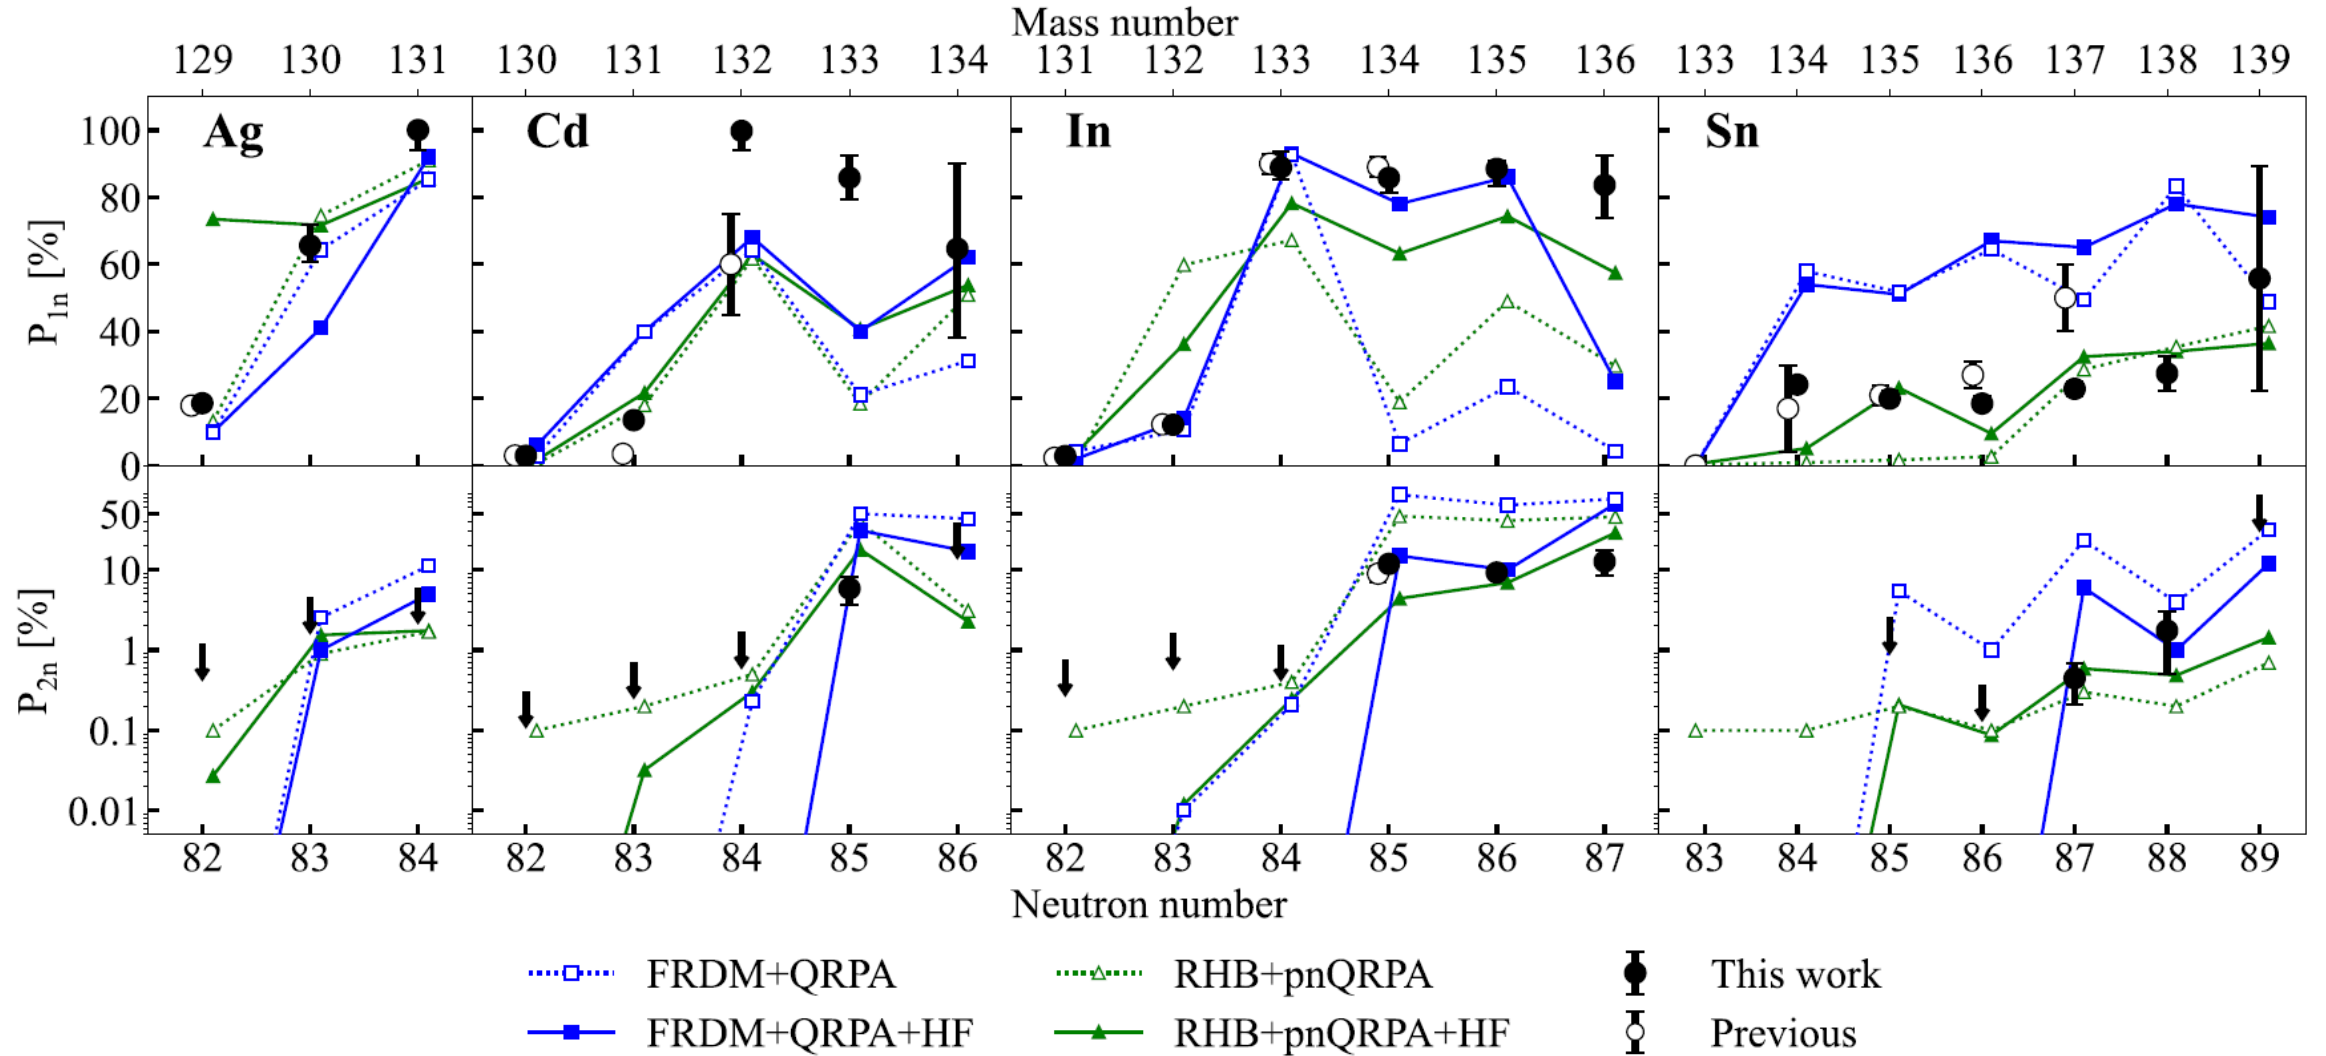 Mass number
129 130 131 130 131 132 133 134 131 132 133 134 135 136 133 134 135 136 137 138 139
Ag Cd In Sn
P1n [%]
100
80
60
40
20
0
P2n [%]
50
10
1
0.1
0.01
82 83 84 82 83 84 85 86 82 83 84 85 86 87 83 84 85 86 87 88 89
Neutron number
FRDM+QRPA RHB+pnQRPA This work
FRDM+QRPA+HF RHB+pnQRPA+HF Previous